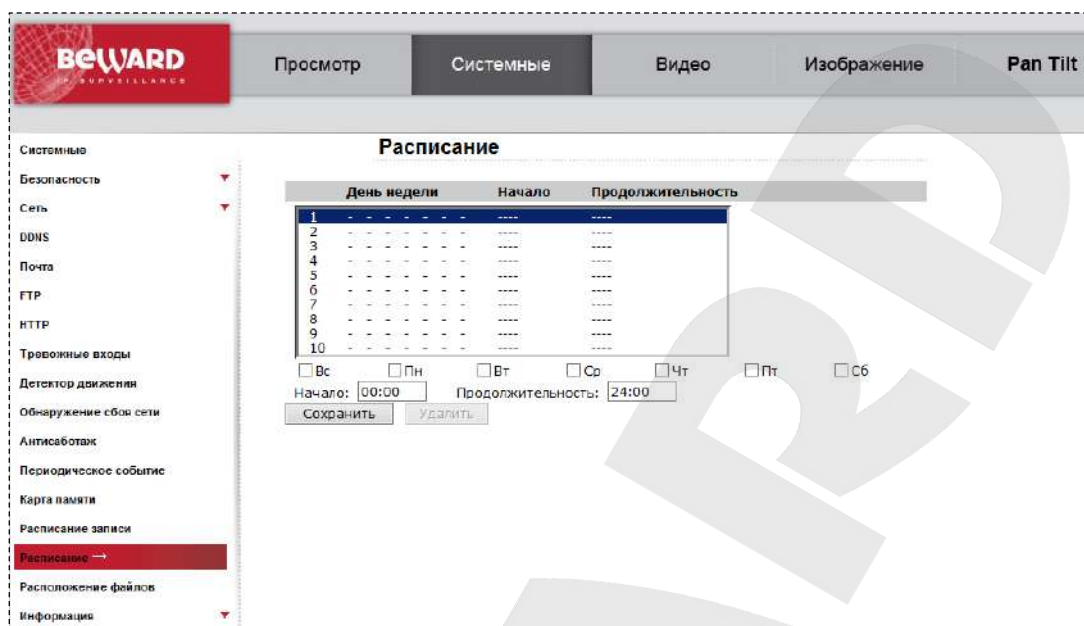 BEWARD
IP SURVEILLANCE
Просмотр
Системные
Видео
Изображение
Pan Tilt
Системные
Безопасность
Сеть
DDNS
Почта
FTP
HTTP
Тревожные входы
Детектор движения
Обнаружение сбоя сети
Антисаботаж
Периодическое событие
Карта памяти
Расписание записи
Расписание →
Расположение файлов
Информация
Расписание
День недели Начало Продолжительность
1 - - - - - - - ---- ----
2 - - - - - - - ---- ----
3 - - - - - - - ---- ----
4 - - - - - - - ---- ----
5 - - - - - - - ---- ----
6 - - - - - - - ---- ----
7 - - - - - - - ---- ----
8 - - - - - - - ---- ----
9 - - - - - - - ---- ----
10 - - - - - - - ---- ----
Вс Пн Вт Ср Чт Пт Сб
Начало: 00:00 Продолжительность: 24:00
Сохранить Удалить